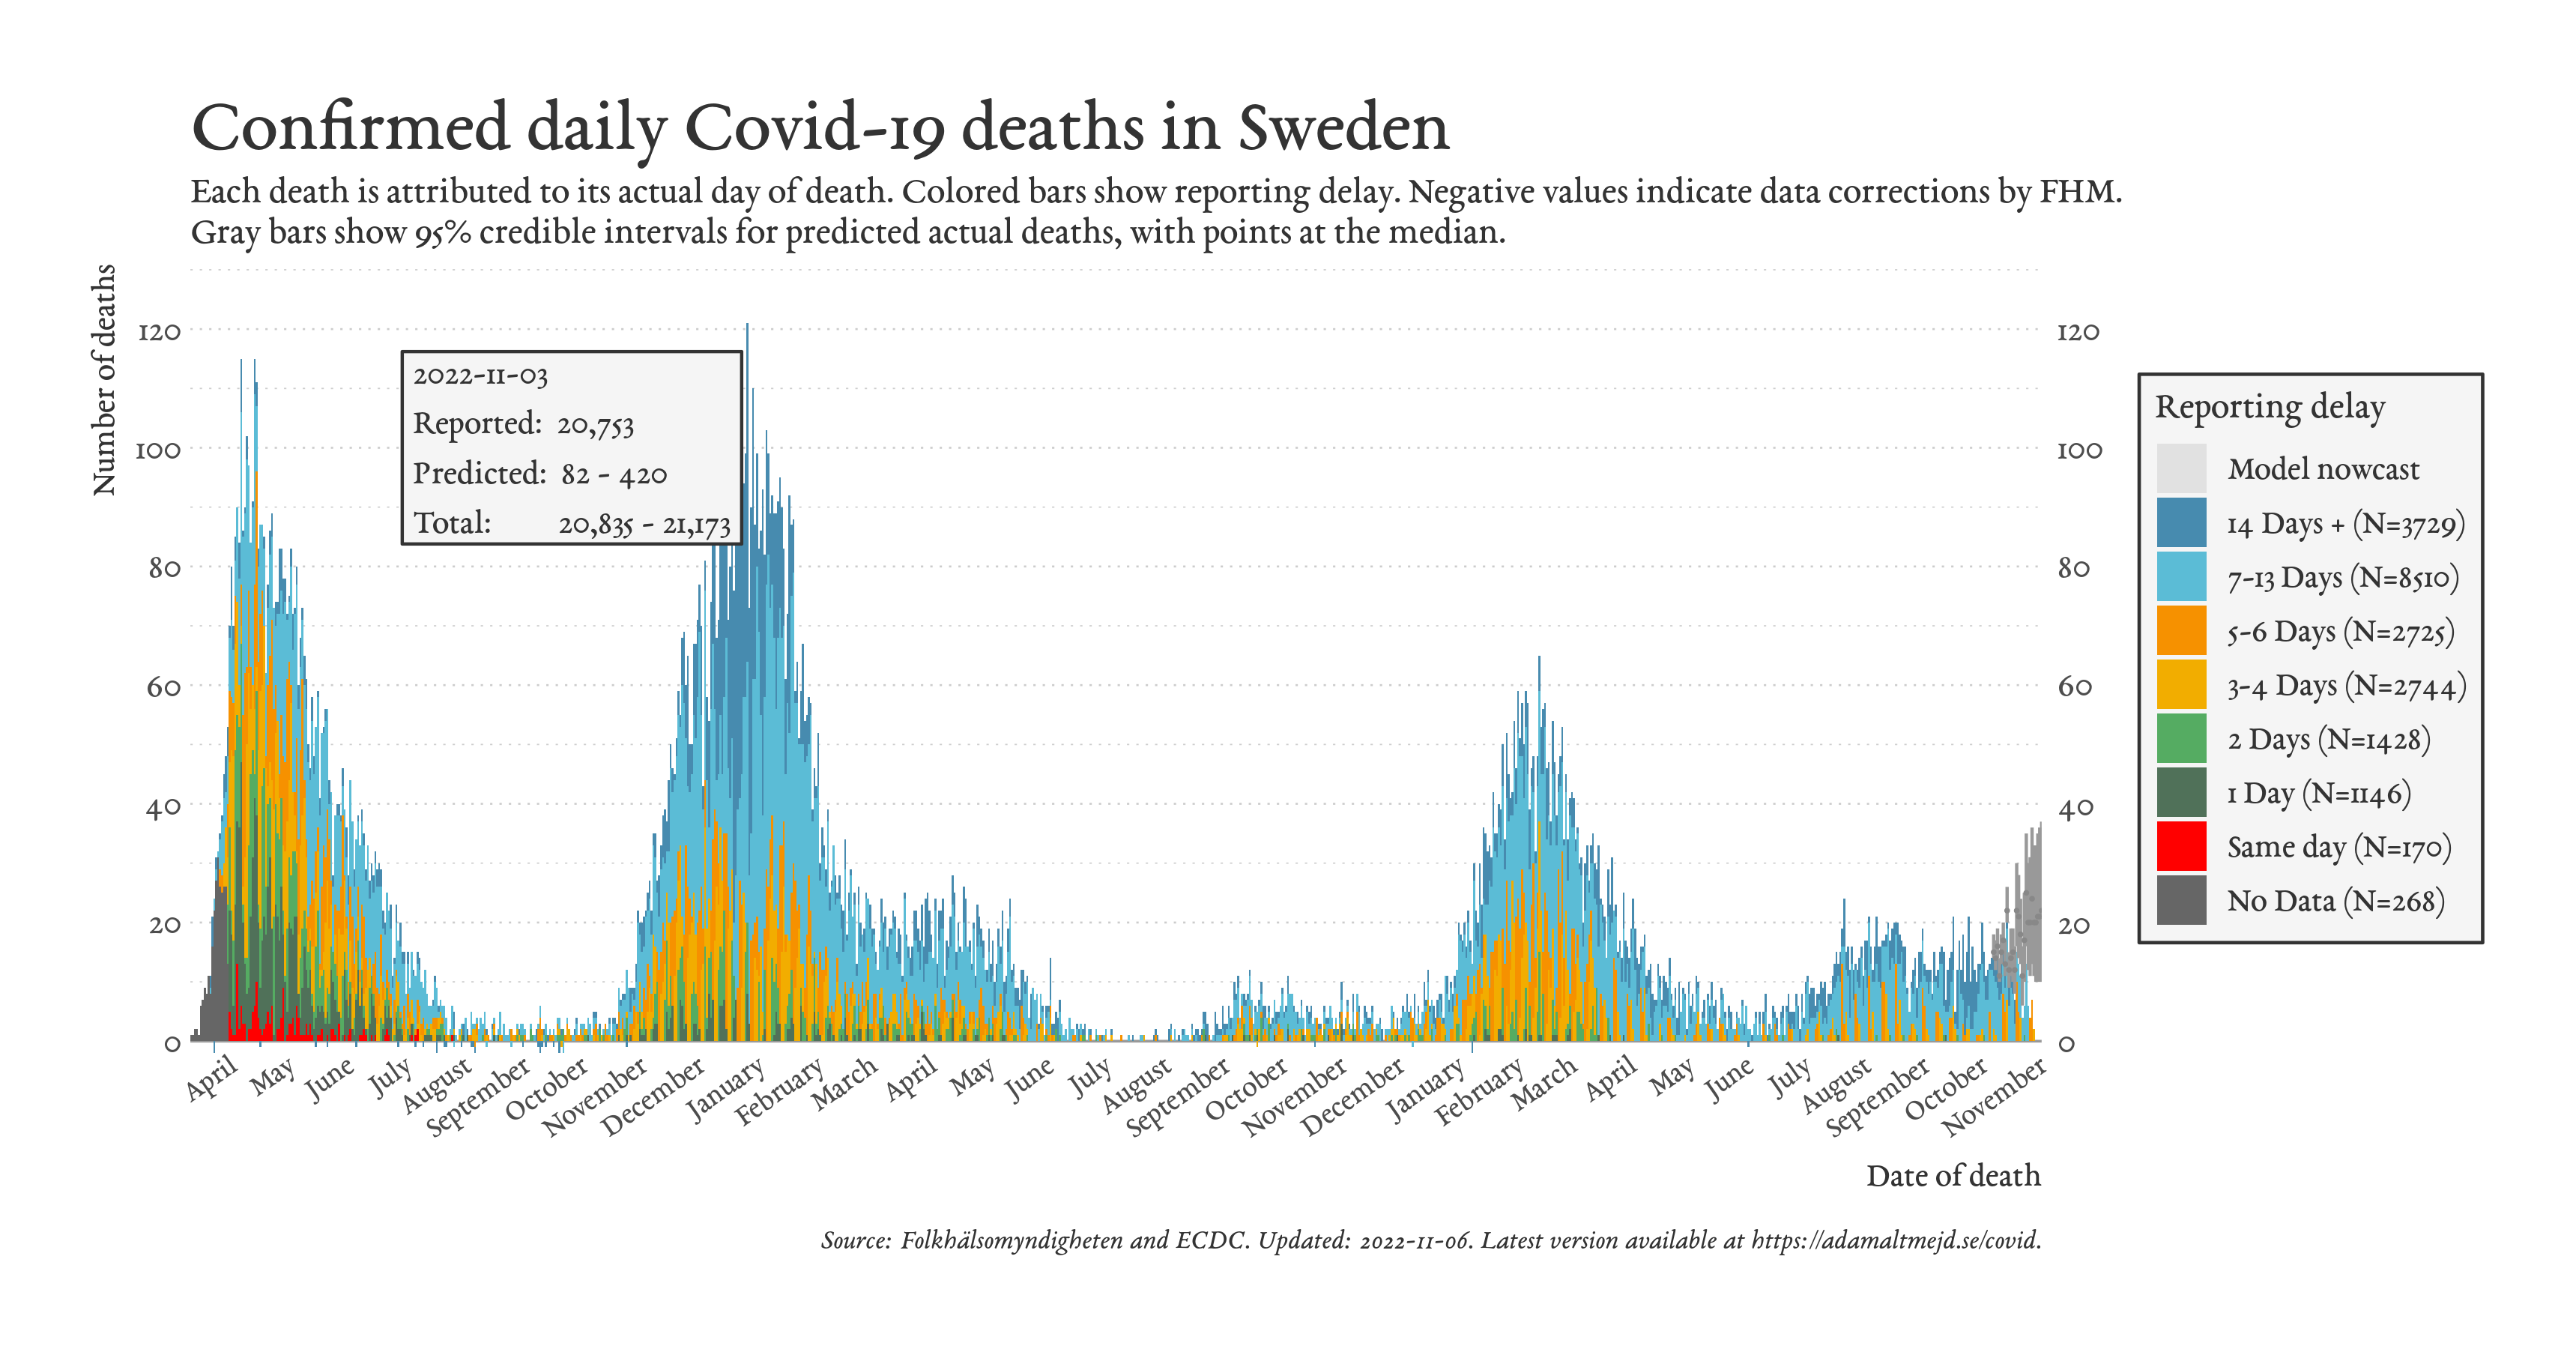 Confirmed daily Covid-19 deaths in Sweden
Each death is attributed to its actual day of death. Colored bars show reporting delay. Negative values indicate data corrections by FHM.
Gray bars show 95% credible intervals for predicted actual deaths, with points at the median.
Number of deaths
120
100
80
60
40
20
0
2022-11-03
Reported: 20,753
Predicted: 82 - 420
Total: 20,835 - 21,173
120
100
80
60
40
20
0
Reporting delay
Model nowcast
14 Days + (N=3729)
7-13 Days (N=8510)
5-6 Days (N=2725)
3-4 Days (N=2744)
2 Days (N=1428)
1 Day (N=1146)
Same day (N=170)
No Data (N=268)
April May June July August September October November December January February March April May June July August September October November December January February March April May June July August September October November
Date of death
Source: Folkhälsomyndigheten and ECDC. Updated: 2022-11-06. Latest version available at https://adamaltmejd.se/covid.